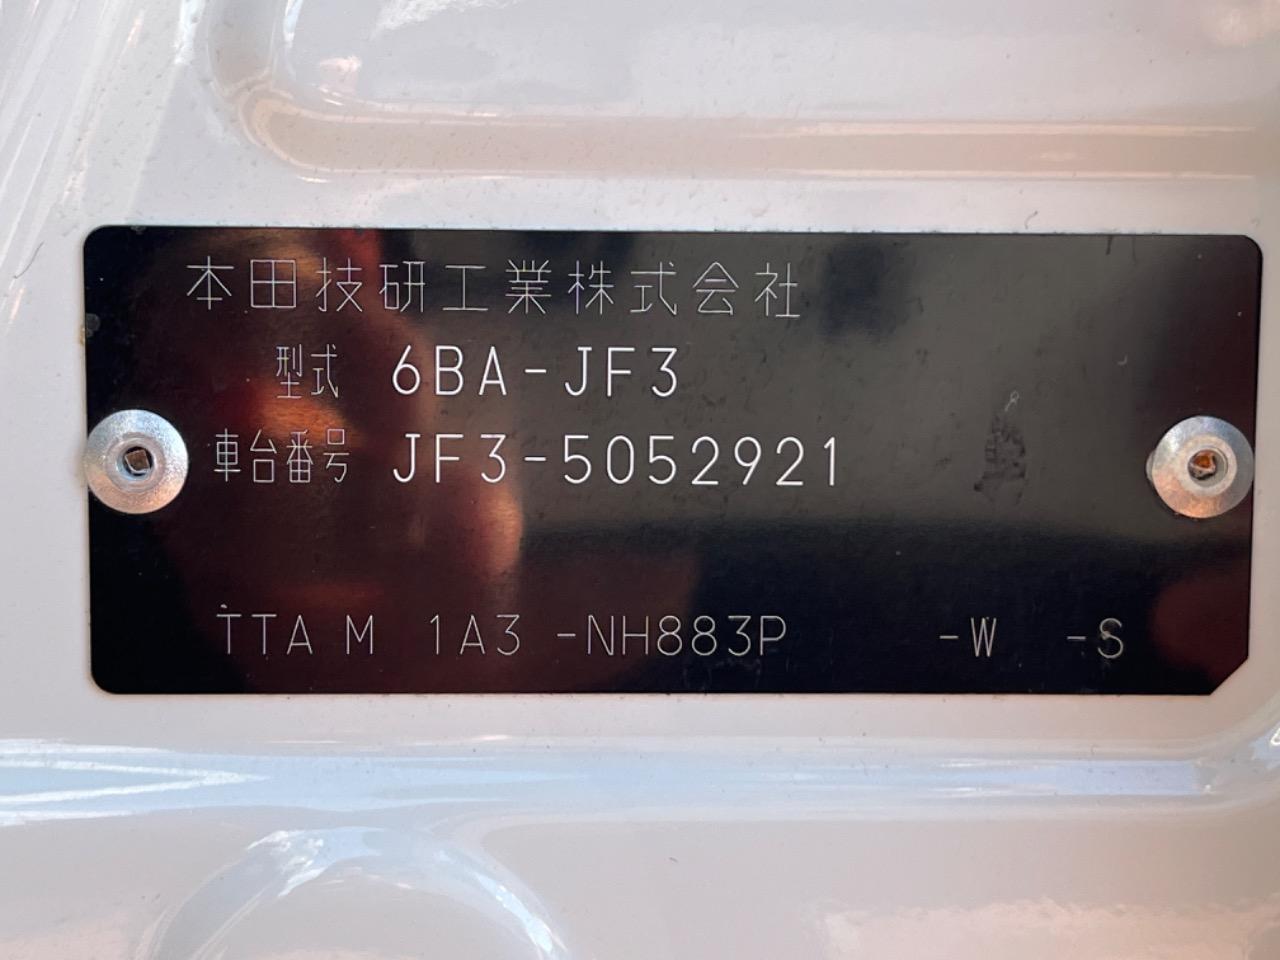 本田技研工業株式会社
型式 6BA-JF3
車台番号 JF3-5052921
TTA M 1A3 -NH883P -W -S